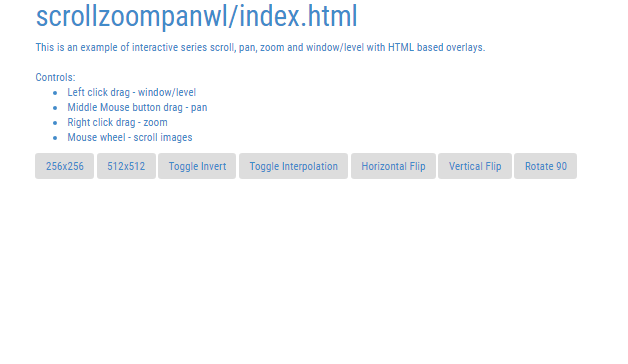 scrollzoompanwl/index.html
This is an example of interactive series scroll, pan, zoom and window/level with HTML based overlays.
Controls:
Left click drag - window/level
Middle Mouse button drag - pan
Right click drag - zoom
Mouse wheel - scroll images
256x256 512x512 Toggle Invert Toggle Interpolation Horizontal Flip Vertical Flip Rotate 90